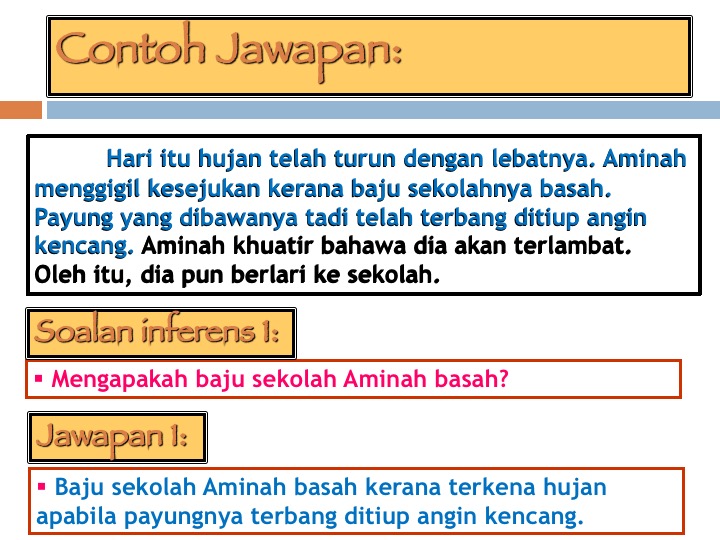 Contoh Jawapan:
Hari itu hujan telah turun dengan lebatnya. Aminah
menggigil kesejukan kerana baju sekolahnya basah.
Payung yang dibawanya tadi telah terbang ditiup angin
kencang. Aminah khuatir bahawa dia akan terlambat.
Oleh itu, dia pun berlari ke sekolah.
Soalan inferens 1:
▪ Mengapakah baju sekolah Aminah basah?
Jawapan 1:
▪ Baju sekolah Aminah basah kerana terkena hujan
apabila payungnya terbang ditiup angin kencang.